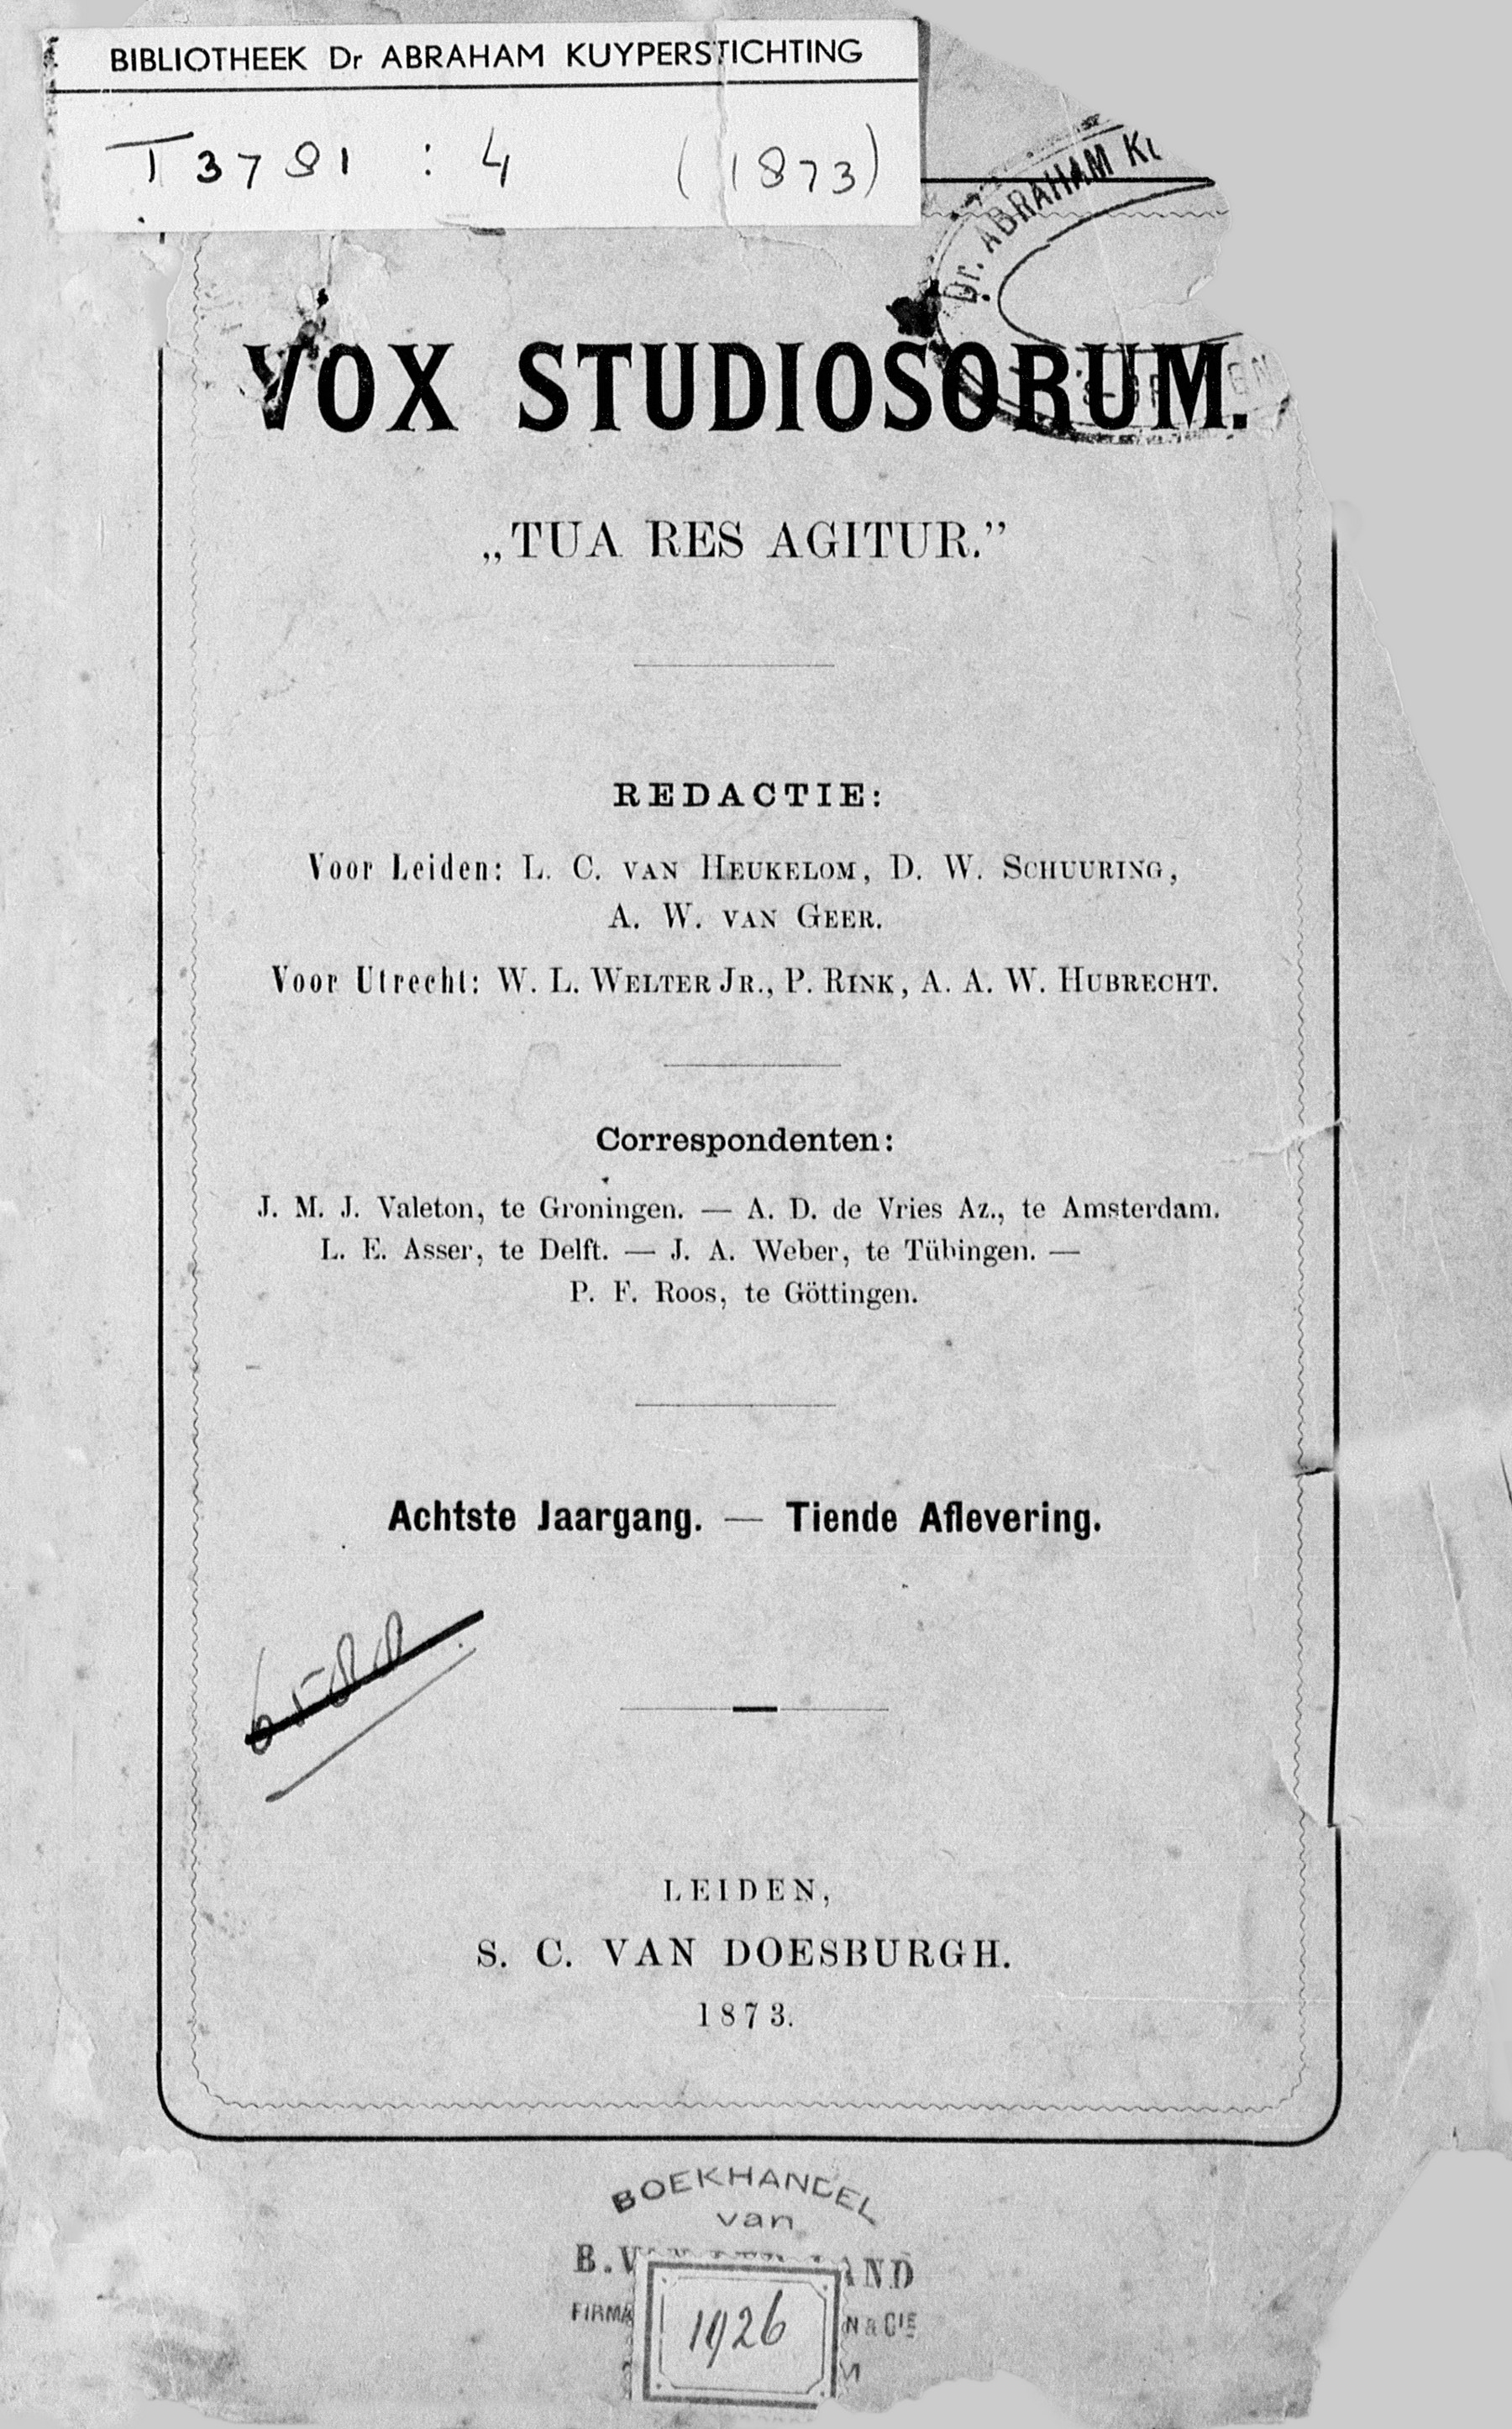 BIBLIOTHEEK Dr ABRAHAM KUYPERSTICHTING
T 3781 : 4 (1873)
Dr. ABRAHAM
VOX STUDIOSORUM.
„TUA RES AGITUR.”
REDACTIE:
Voor Leiden: L. C. VAN HEUKELOM, D. W. SCHUURING,
A. W. VAN GEER.
Voor Utrecht: W. L. WELTER JR., P. RINK, A. A. W. HUBRECHT.
Correspondenten:
J. M. J. Valeton, te Groningen. — A. D. de Vries Az., te Amsterdam.
L. E. Asser, te Delft. — J. A. Weber, te Tübingen. —
P. F. Roos, te Göttingen.
Achtste Jaargang. — Tiende Aflevering.
LEIDEN,
S. C. VAN DOESBURGH.
1873.
BOEKHANDEL
van
B.
FIRMA N & CIE
1926